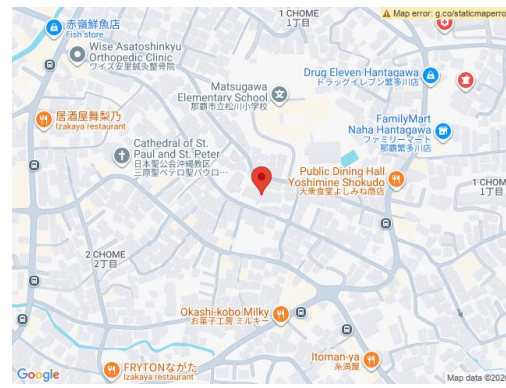 1 CHOME
1丁目
Map error: g.co/staticmaperro
赤嶺鮮魚店
Fish store
Wise Asatoshinkyu
Orthopedic Clinic
ワイズ安里鍼灸整骨院
Matsugawa
Elementary School
那覇市立松川小学校
Drug Eleven Hantagawa
ドラッグイレブン繁多川店
居酒屋舞梨乃
Izakaya restaurant
FamilyMart
Naha Hantagawa
ファミリーマート
那覇繁多川店
Cathedral of St.
Paul and St. Peter
日本聖公会沖縄教区/
三原聖ペテロ聖パウロ…
Public Dining Hall
Yoshimine Shokudo
大衆食堂よしみね商店
1 CHOM
1丁目
2 CHOME
2丁目
Okashi-kobo Milky
お菓子工房 ミルキー
Itoman-ya
糸満屋
FRYTONながた
Izakaya restaurant
Google
Map data ©2026